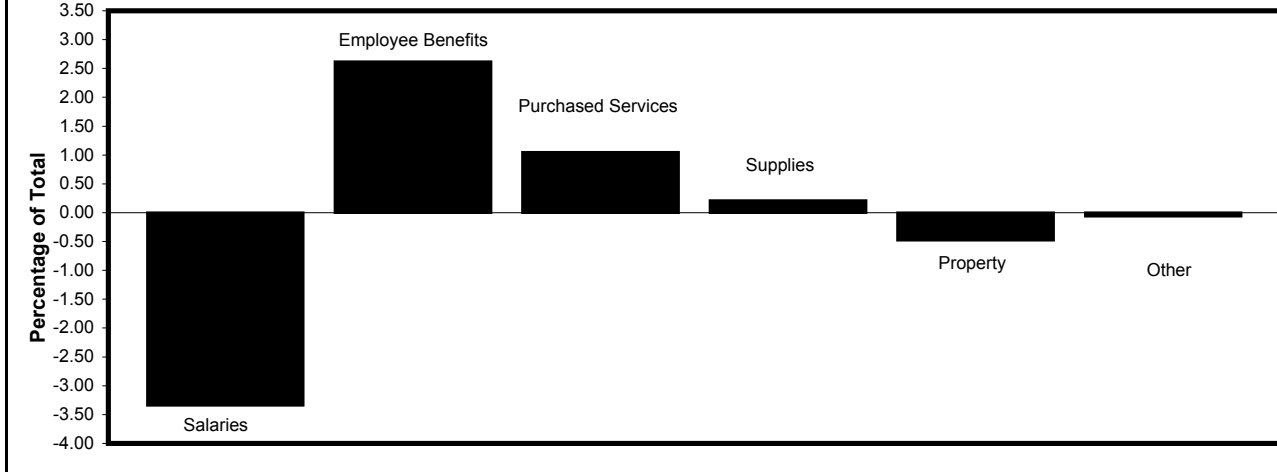 3.50
3.00
2.50
2.00
1.50
1.00
0.50
0.00
-0.50
-1.00
-1.50
-2.00
-2.50
-3.00
-3.50
-4.00
Percentage of Total
Employee Benefits
Purchased Services
Supplies
Property
Other
Salaries